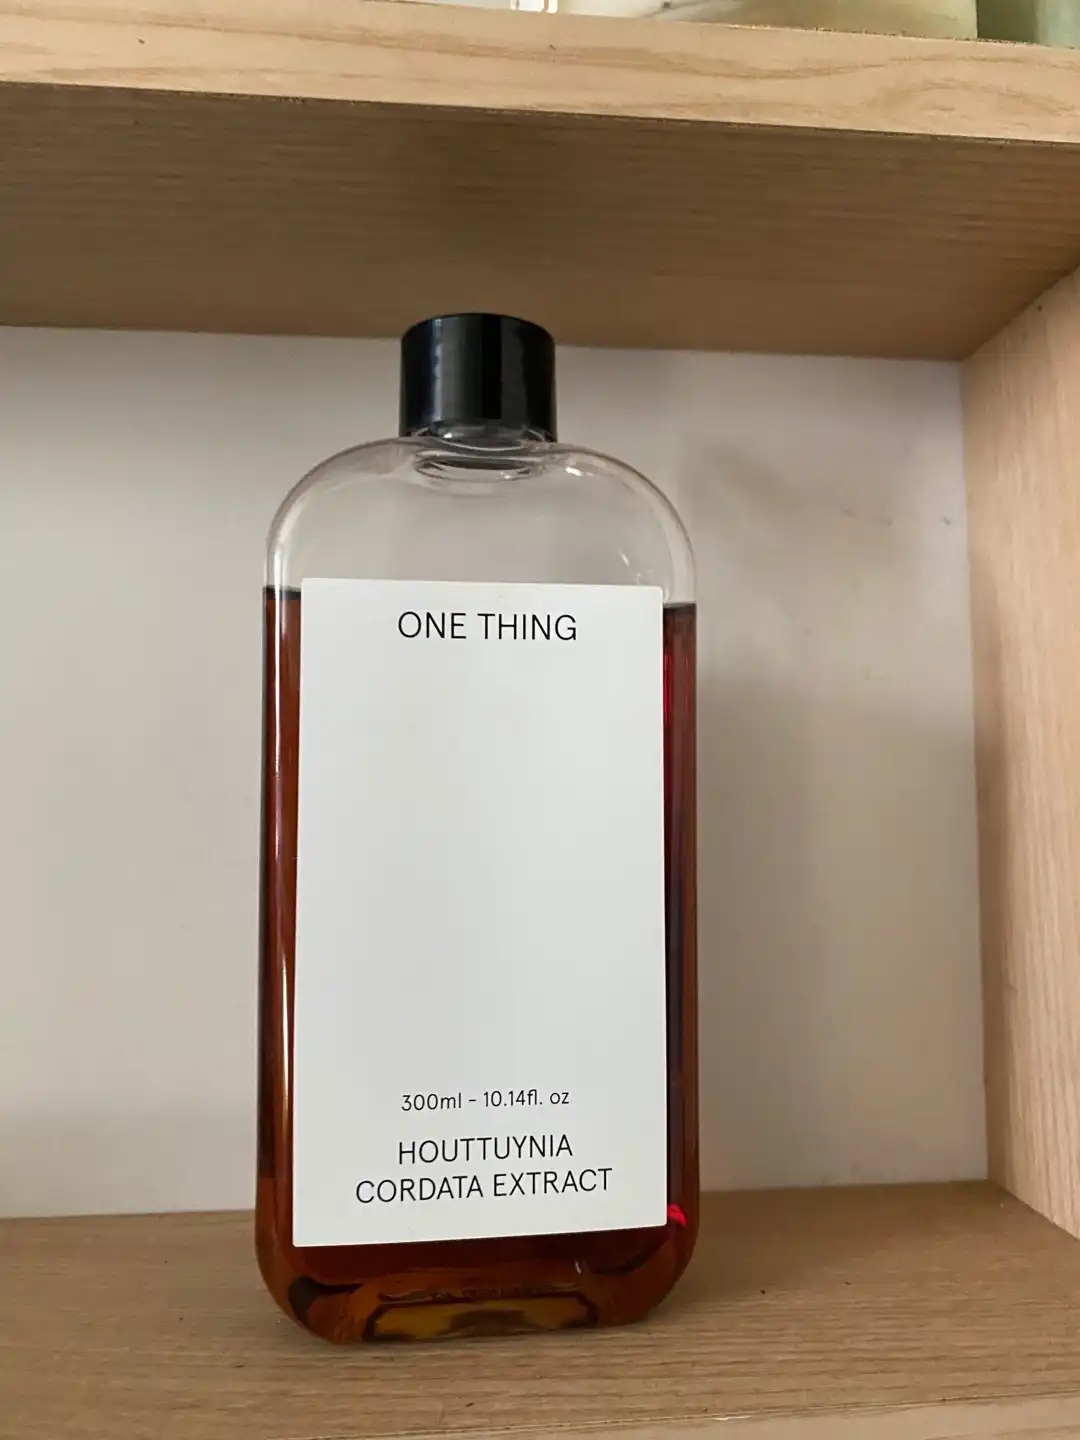 ONE THING
300ml - 10.14fl. oz
HOUTTUYNIA
CORDATA EXTRACT